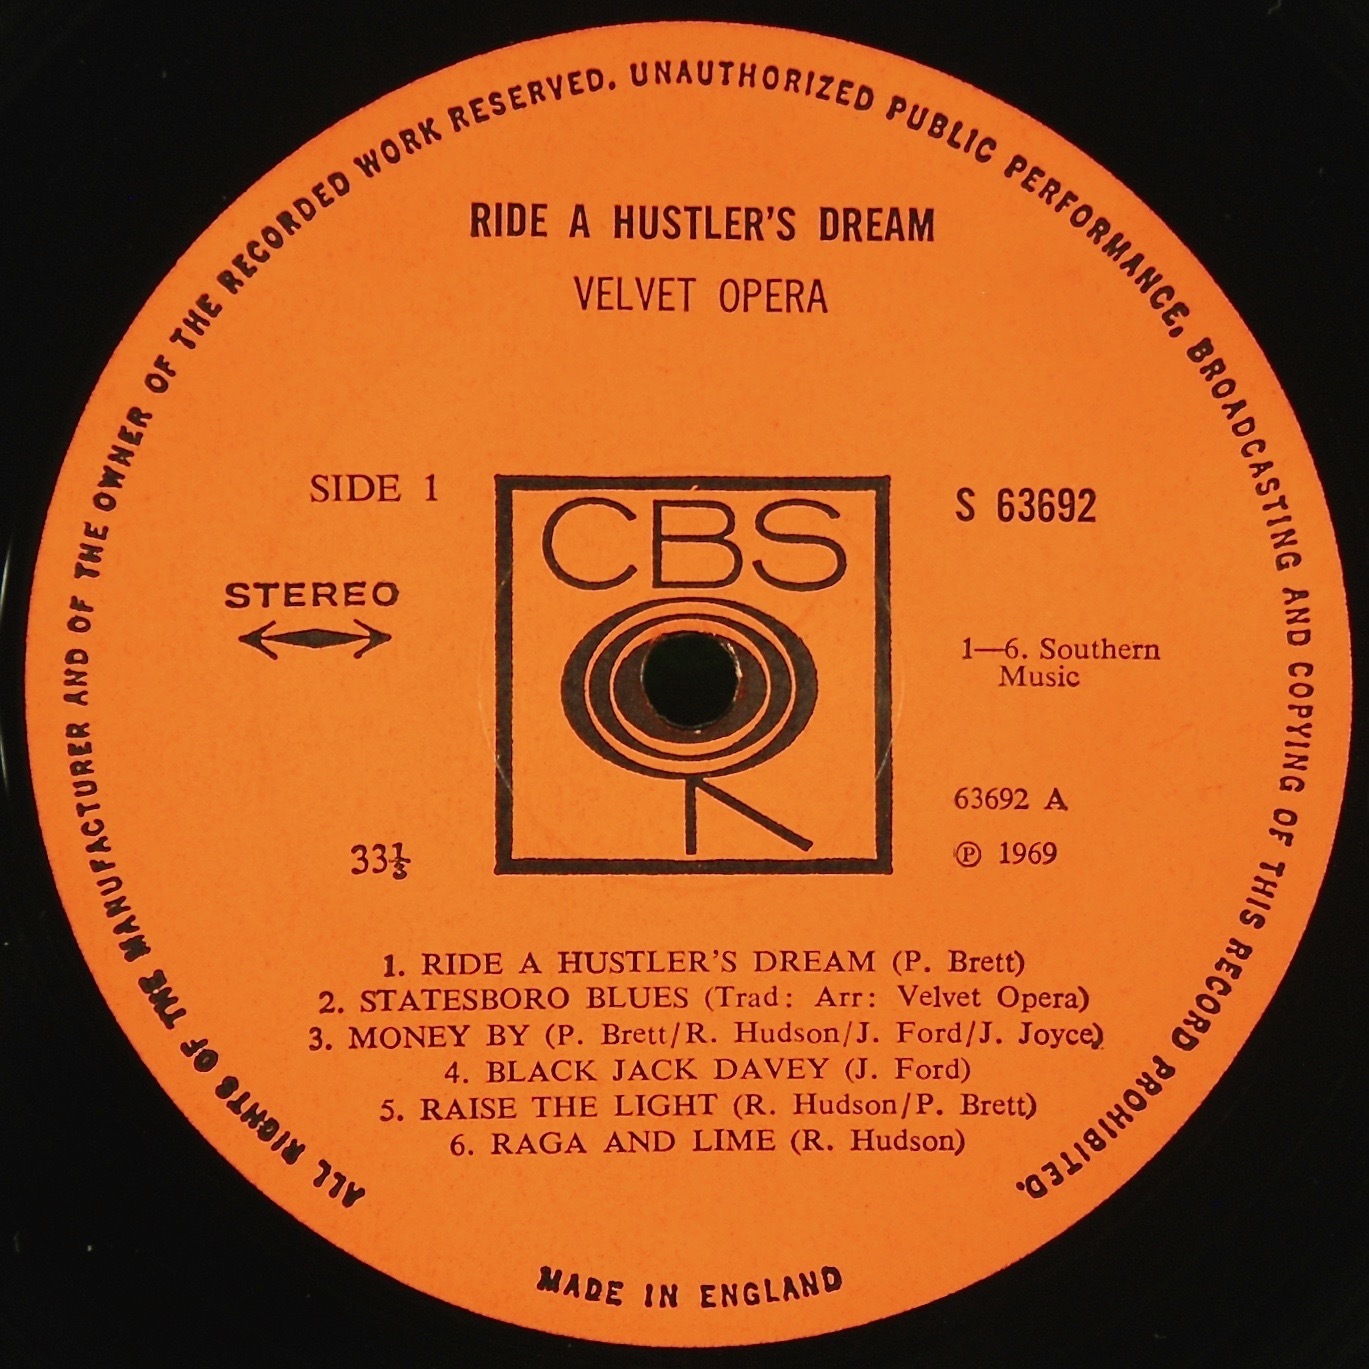 ALL RIGHTS OF THE MANUFACTURER AND OF THE OWNER OF THE RECORDED WORK RESERVED. UNAUTHORIZED PUBLIC PERFORMANCE, BROADCASTING AND COPYING OF THIS RECORD PROHIBITED.
RIDE A HUSTLER'S DREAM
VELVET OPERA
SIDE 1
STEREO
33⅓
CBS
S 63692
1—6. Southern
Music
63692 A
℗ 1969
1. RIDE A HUSTLER'S DREAM (P. Brett)
2. STATESBORO BLUES (Trad: Arr: Velvet Opera)
3. MONEY BY (P. Brett/R. Hudson/J. Ford/J. Joyce)
4. BLACK JACK DAVEY (J. Ford)
5. RAISE THE LIGHT (R. Hudson/P. Brett)
6. RAGA AND LIME (R. Hudson)
MADE IN ENGLAND